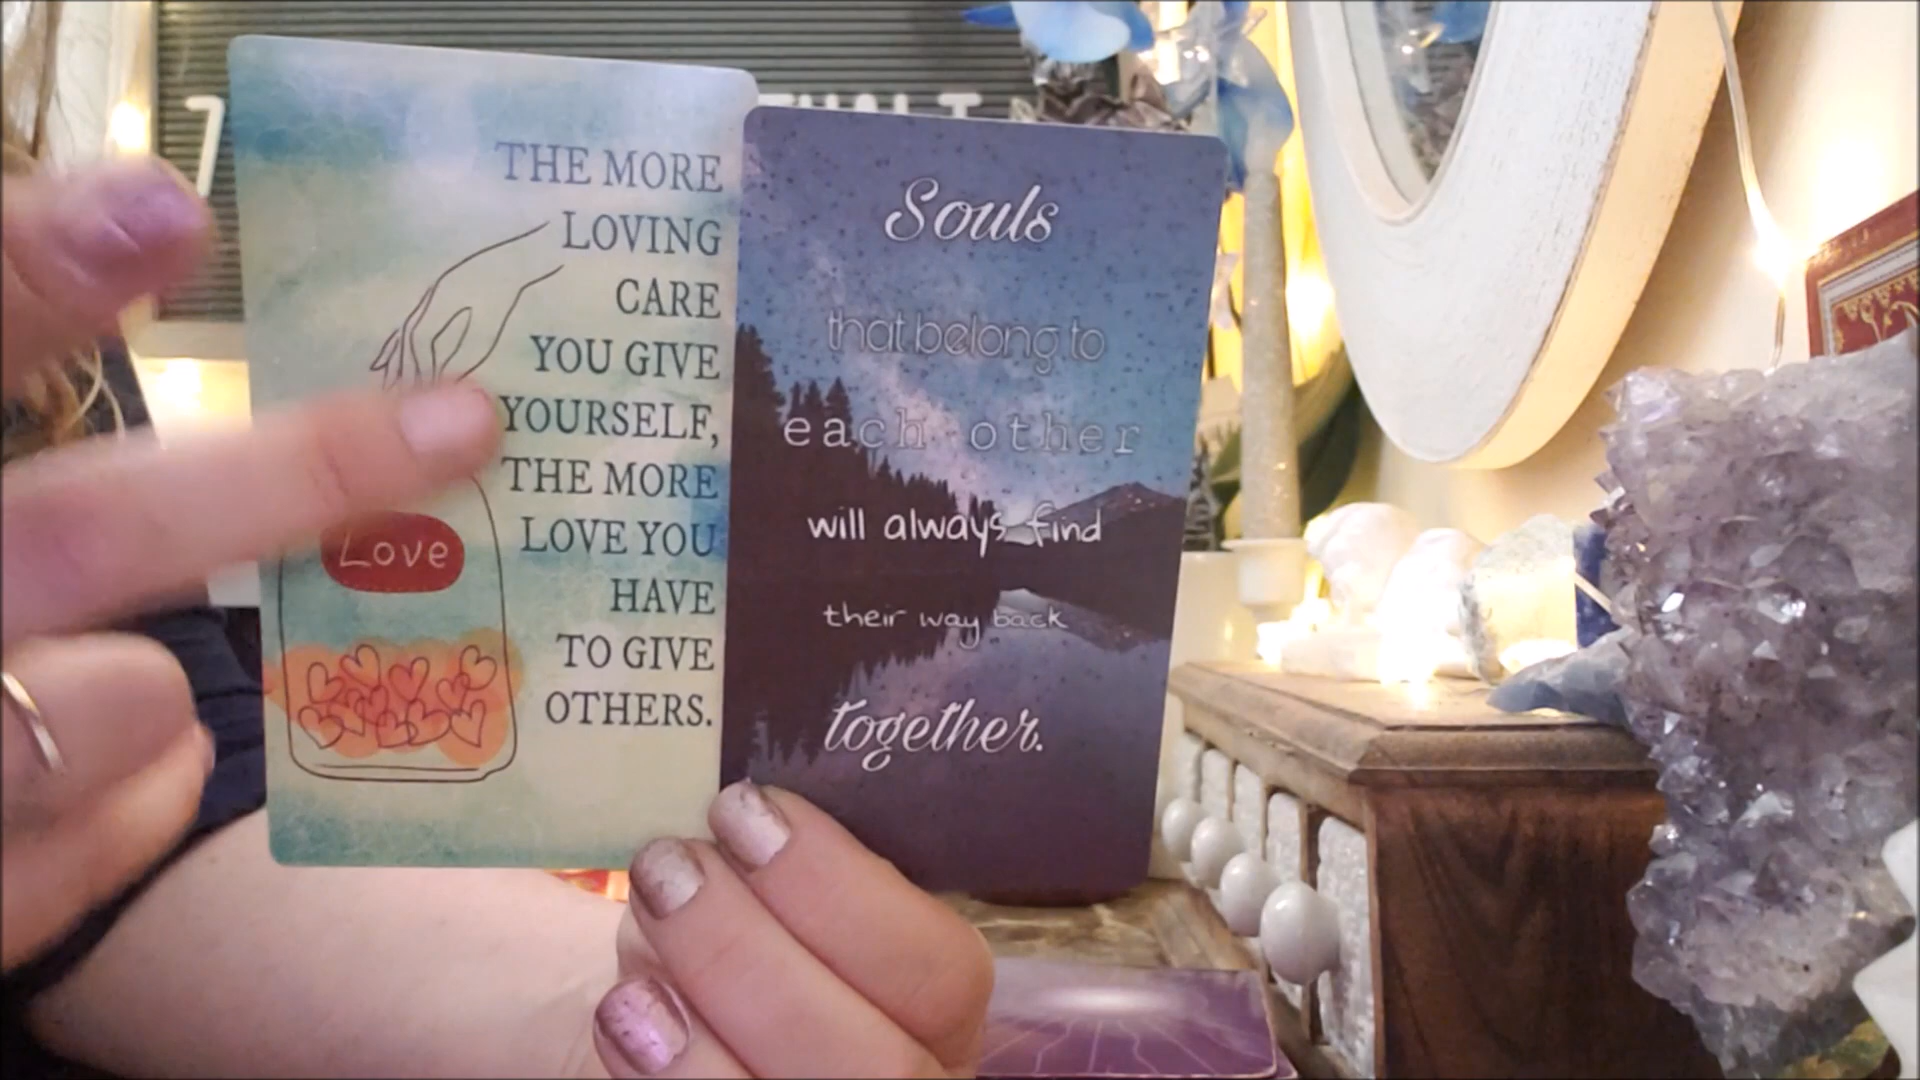 THE MORE
LOVING
CARE
YOU GIVE
YOURSELF,
THE MORE
LOVE YOU
HAVE
TO GIVE
OTHERS.
Love
Souls
that belong to
each other
will always find
their way back
together.